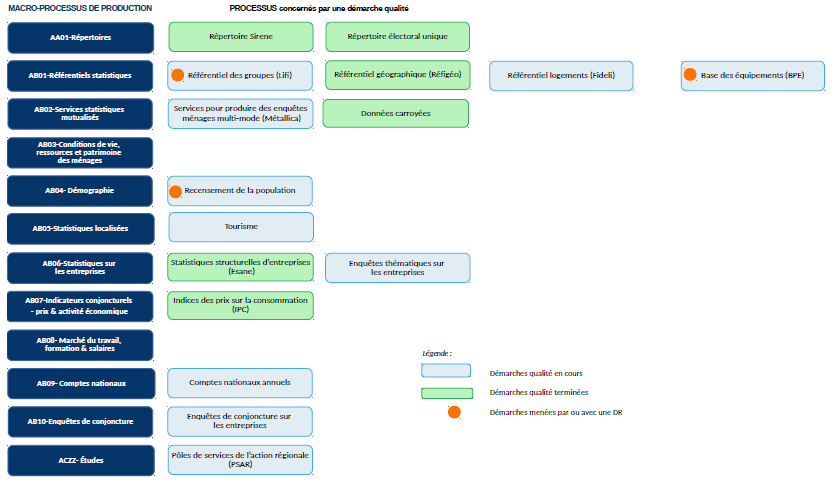 MACRO-PROCESSUS DE PRODUCTION
PROCESSUS concernés par une démarche qualité
AA01-Répertoires
Répertoire Sirene
Répertoire électoral unique
AB01-Référentiels statistiques
Référentiel des groupes (Lifi)
Référentiel géographique (Réfigéo)
Référentiel logements (Fideli)
Base des équipements (BPE)
AB02-Services statistiques
mutualisés
Services pour produire des enquêtes
ménages multi-mode (Métallica)
Données carroyées
AB03-Conditions de vie,
ressources et patrimoine
des ménages
AB04- Démographie
Recensement de la population
AB05-Statistiques localisées
Tourisme
AB06-Statistiques sur
les entreprises
Statistiques structurelles d'entreprises
(Esane)
Enquêtes thématiques sur
les entreprises
AB07-Indicateurs conjoncturels
- prix & activité économique
Indices des prix sur la consommation
(IPC)
AB08- Marché du travail,
formation & salaires
Légende :
Démarches qualité en cours
AB09- Comptes nationaux
Comptes nationaux annuels
Démarches qualité terminées
Démarches menées par ou avec une DR
AB10-Enquêtes de conjoncture
Enquêtes de conjoncture sur
les entreprises
ACZZ- Études
Pôles de services de l'action régionale
(PSAR)